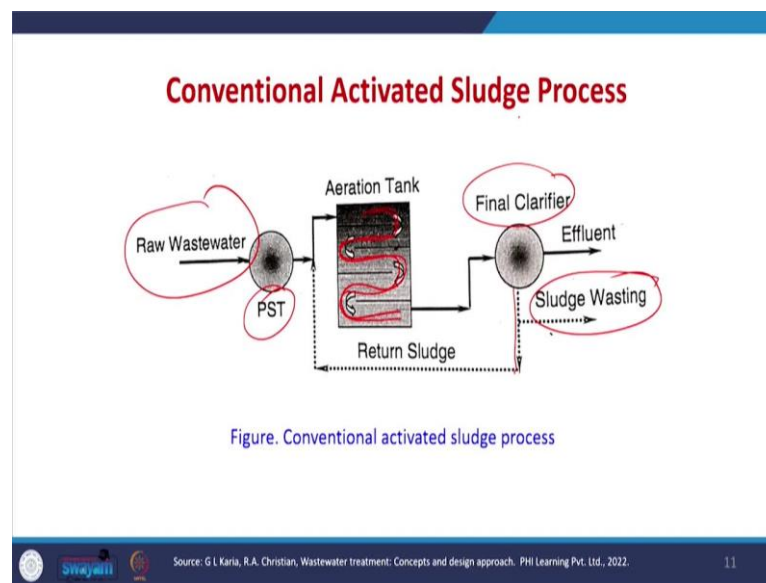 Conventional Activated Sludge Process
Aeration Tank
Final Clarifier
Raw Wastewater
Effluent
PST
Sludge Wasting
Return Sludge
Figure. Conventional activated sludge process
swayam
Source: G L Karia, R.A. Christian, Wastewater treatment: Concepts and design approach. PHI Learning Pvt. Ltd., 2022.
11